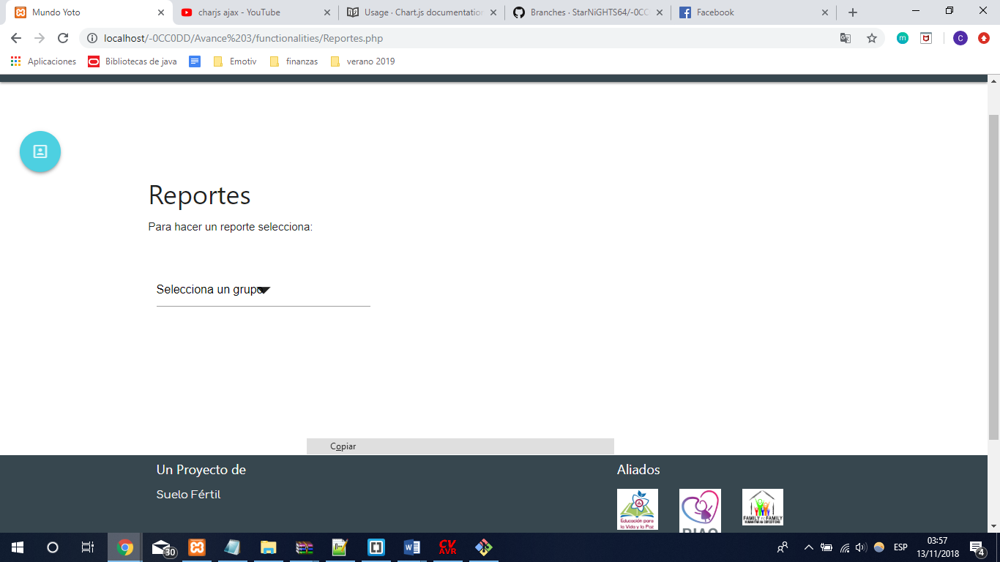 Mundo Yoto
charjs ajax - YouTube
Usage · Chart.js documentation
Branches · StarNiGHTS64/-0CC
Facebook
localhost/-0CC0DD/Avance%203/functionalities/Reportes.php
m
C
Aplicaciones
Bibliotecas de java
Emotiv
finanzas
verano 2019
Reportes
Para hacer un reporte selecciona:
Selecciona un grupo
Copiar
Un Proyecto de
Suelo Fértil
Aliados
Educación para
la Vida y la Paz
FAMILY FAMILY
30
CV
AVR
ESP
03:57
13/11/2018
4